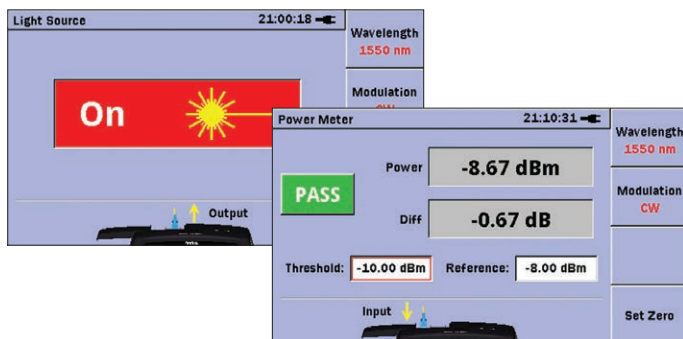 Light Source 21:00:18
Wavelength
1550 nm
On
Modulation
Output
Power Meter 21:10:31
Wavelength
1550 nm
Power -8.67 dBm
PASS
Modulation
CW
Diff -0.67 dB
Threshold: -10.00 dBm Reference: -8.00 dBm
Input
Set Zero